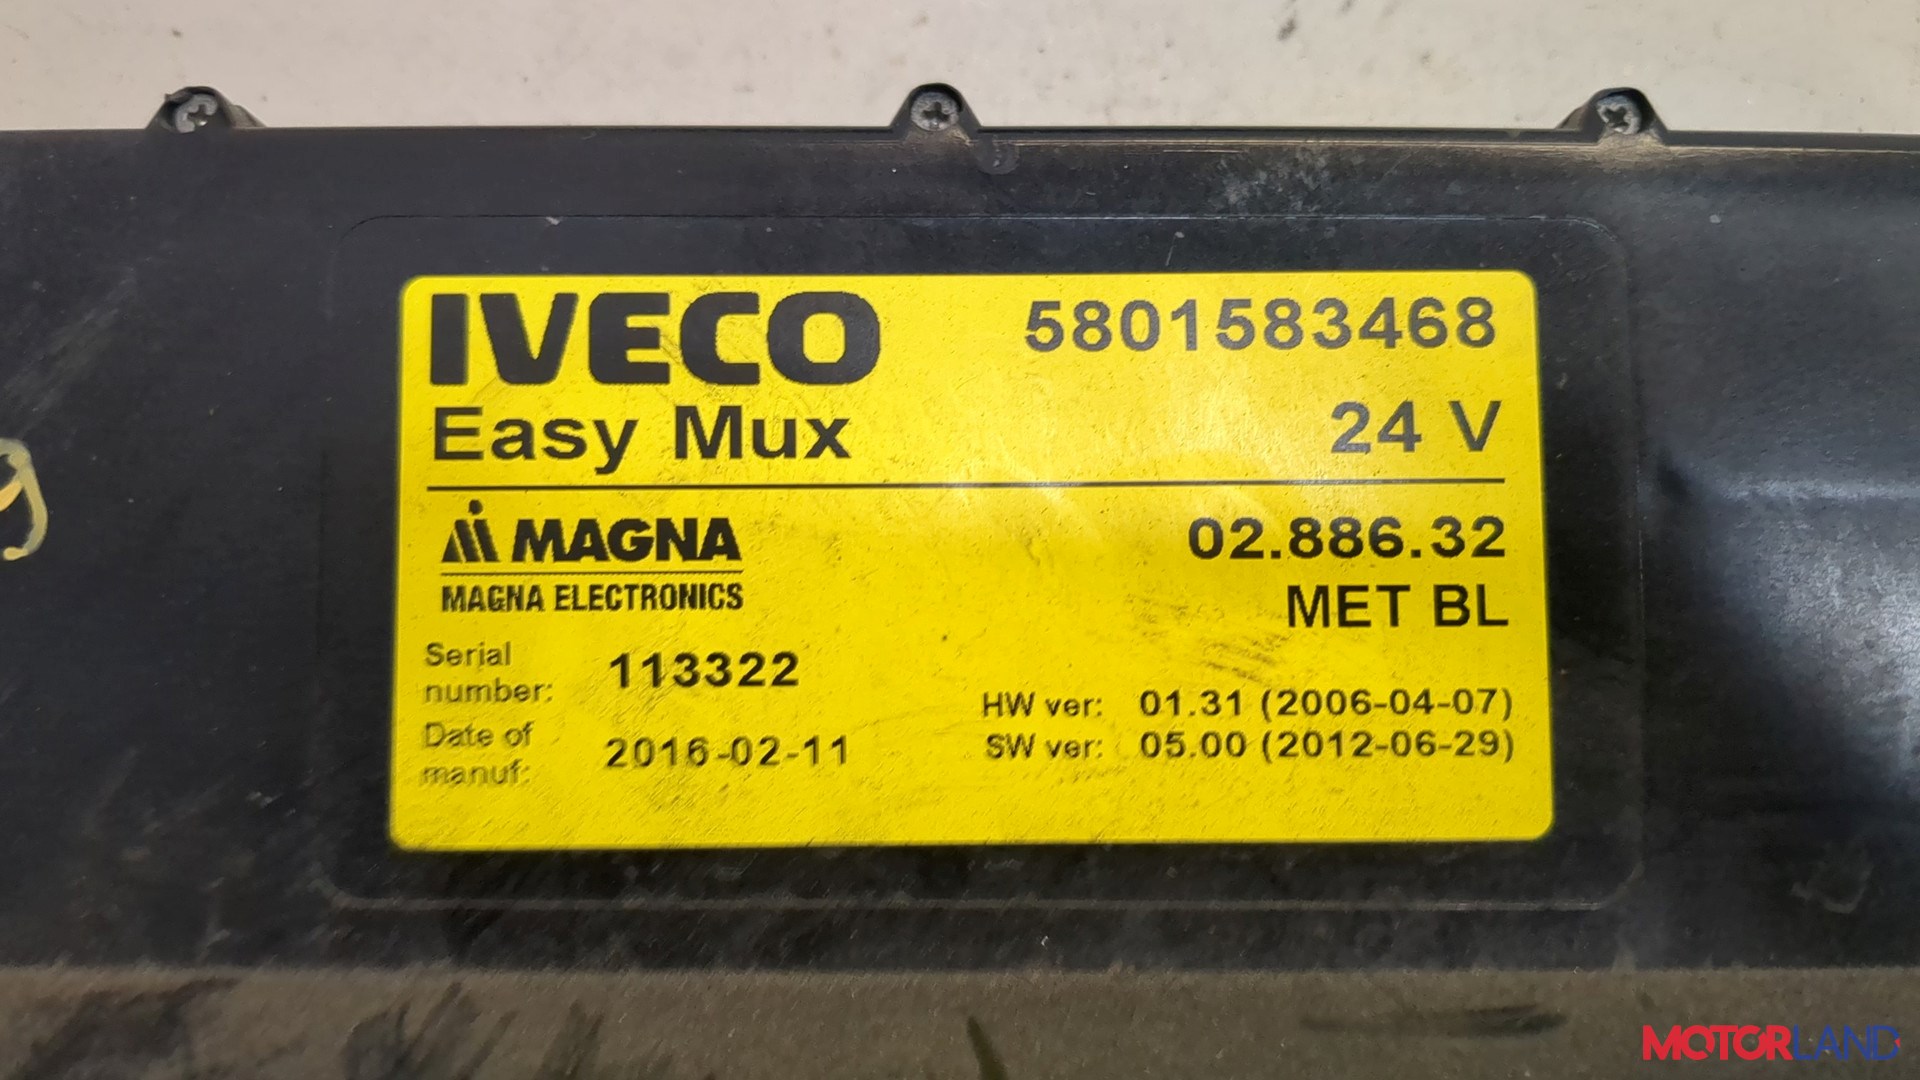 IVECO 5801583468
Easy Mux 24 V
MAGNA 02.886.32
MAGNA ELECTRONICS MET BL
Serial
number: 113322
HW ver: 01.31 (2006-04-07)
Date of
manuf: 2016-02-11
SW ver: 05.00 (2012-06-29)
9
MOTORLAND